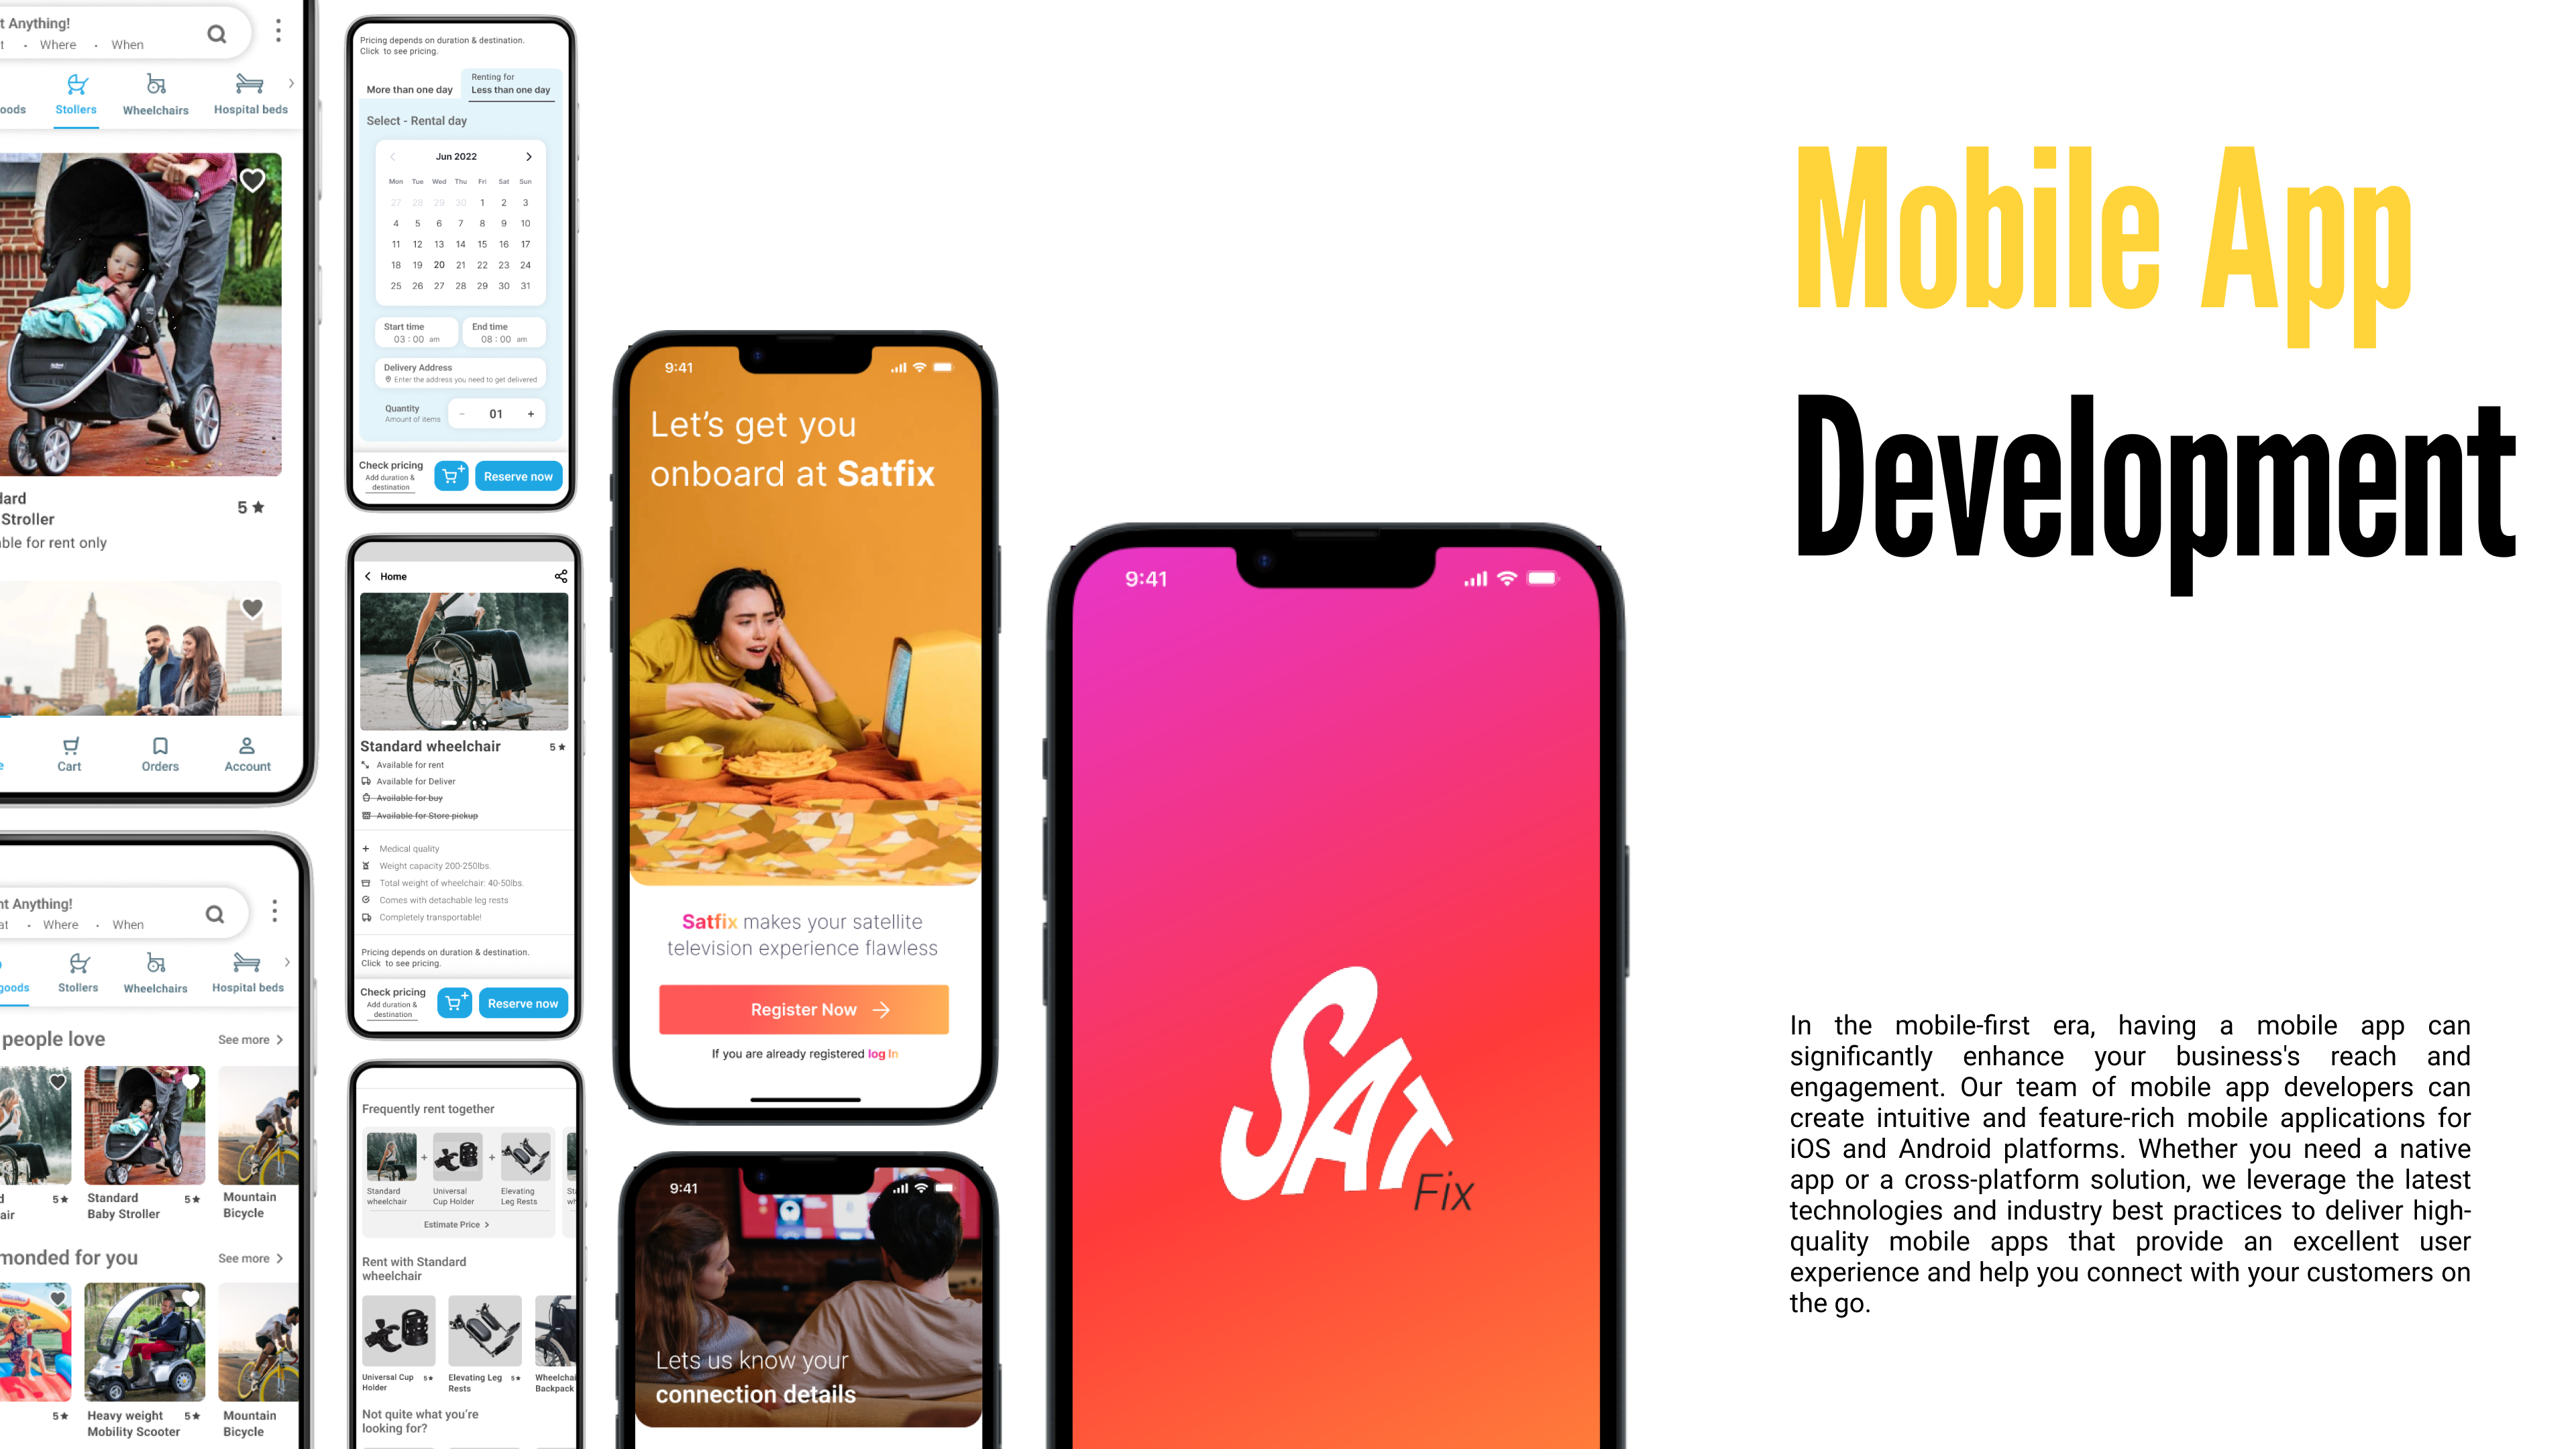 Mobile App
Development
In the mobile-first era, having a mobile app can
significantly enhance your business's reach and
engagement. Our team of mobile app developers can
create intuitive and feature-rich mobile applications for
iOS and Android platforms. Whether you need a native
app or a cross-platform solution, we leverage the latest
technologies and industry best practices to deliver high-
quality mobile apps that provide an excellent user
experience and help you connect with your customers on
the go.
Anything!
Where · When
Stollers
Wheelchairs
Hospital beds
Stroller
5
for rent only
Cart
Orders
Account
Anything!
Where · When
goods
Stollers
Wheelchairs
Hospital beds
people love
See more
5
Standard
Baby Stroller
5
Mountain
Bicycle
for you
See more
5
Heavy weight
Mobility Scooter
5
Mountain
Bicycle
Pricing depends on duration & destination.
Click to see pricing.
More than one day
Renting for
Less than one day
Select - Rental day
Jun 2022
Mon Tue Wed Thu Fri Sat Sun
27 28 29 30 1 2 3
4 5 6 7 8 9 10
11 12 13 14 15 16 17
18 19 20 21 22 23 24
25 26 27 28 29 30 31
Start time
03 : 00 am
End time
08 : 00 am
Delivery Address
Enter the address you need to get delivered
Quantity
Amount of items
- 01 +
Check pricing
Add duration &
destination
Reserve now
Home
Standard wheelchair
5
Available for rent
Available for Deliver
Available for buy
Available for Store pickup
Medical quality
Weight capacity 200-250lbs.
Total weight of wheelchair: 40-50lbs.
Comes with detachable leg rests
Completely transportable!
Pricing depends on duration & destination.
Click to see pricing.
Check pricing
Add duration &
destination
Reserve now
Frequently rent together
Standard
wheelchair
+
Universal
Cup Holder
+
Elevating
Leg Rests
Estimate Price
Rent with Standard
wheelchair
Universal Cup
Holder
5
Elevating Leg
Rests
5
Backpack
Not quite what you're
looking for?
9:41
Let's get you
onboard at Satfix
Satfix makes your satellite
television experience flawless
Register Now
If you are already registered log In
9:41
Lets us know your
connection details
9:41
SAT
Fix